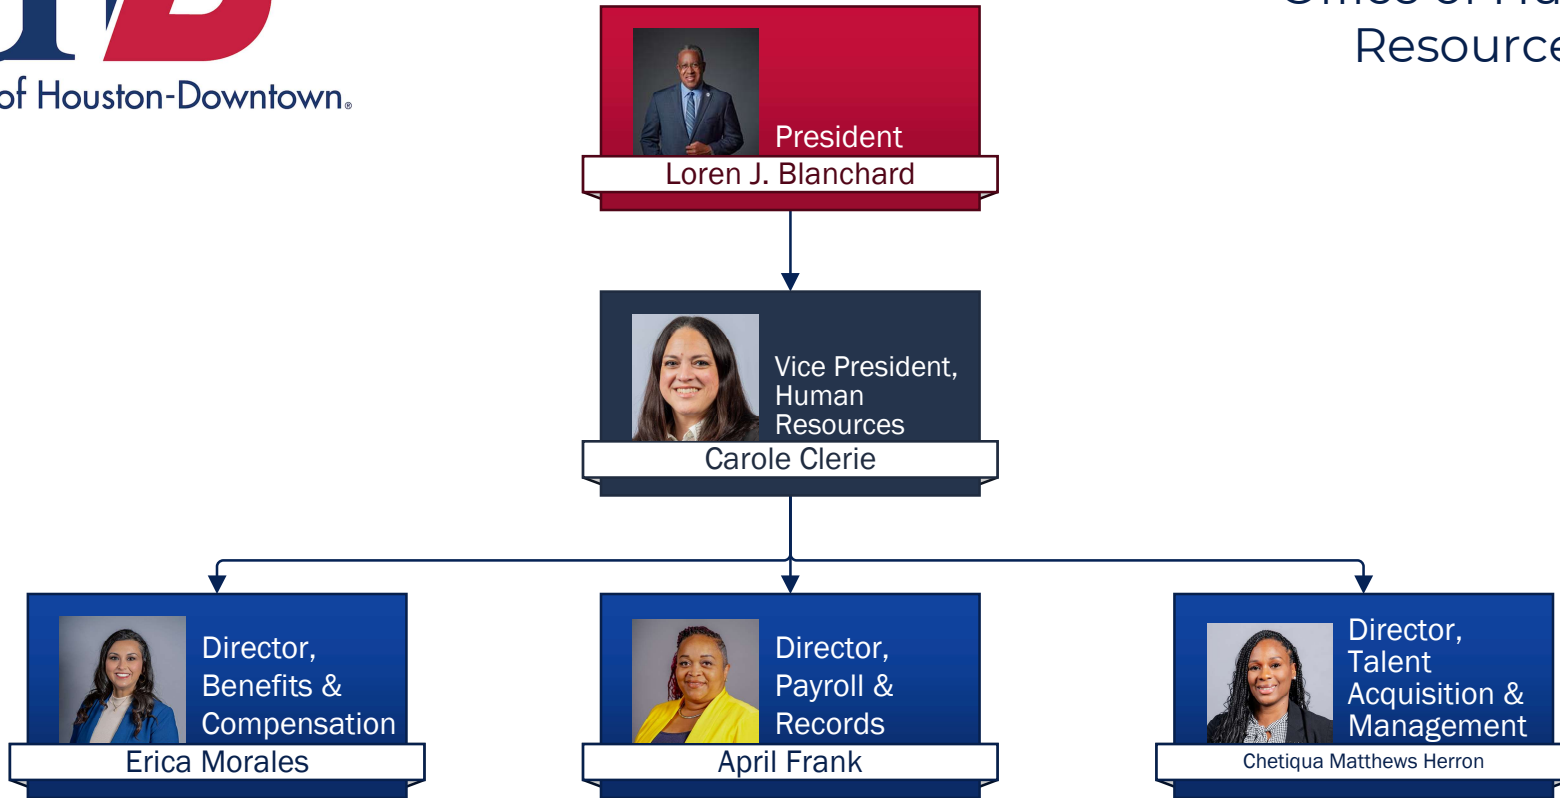 of Houston-Downtown®
Resource
President
Loren J. Blanchard
Vice President,
Human
Resources
Carole Clerie
Director,
Benefits &
Compensation
Erica Morales
Director,
Payroll &
Records
April Frank
Director,
Talent
Acquisition &
Management
Chetiqua Matthews Herron